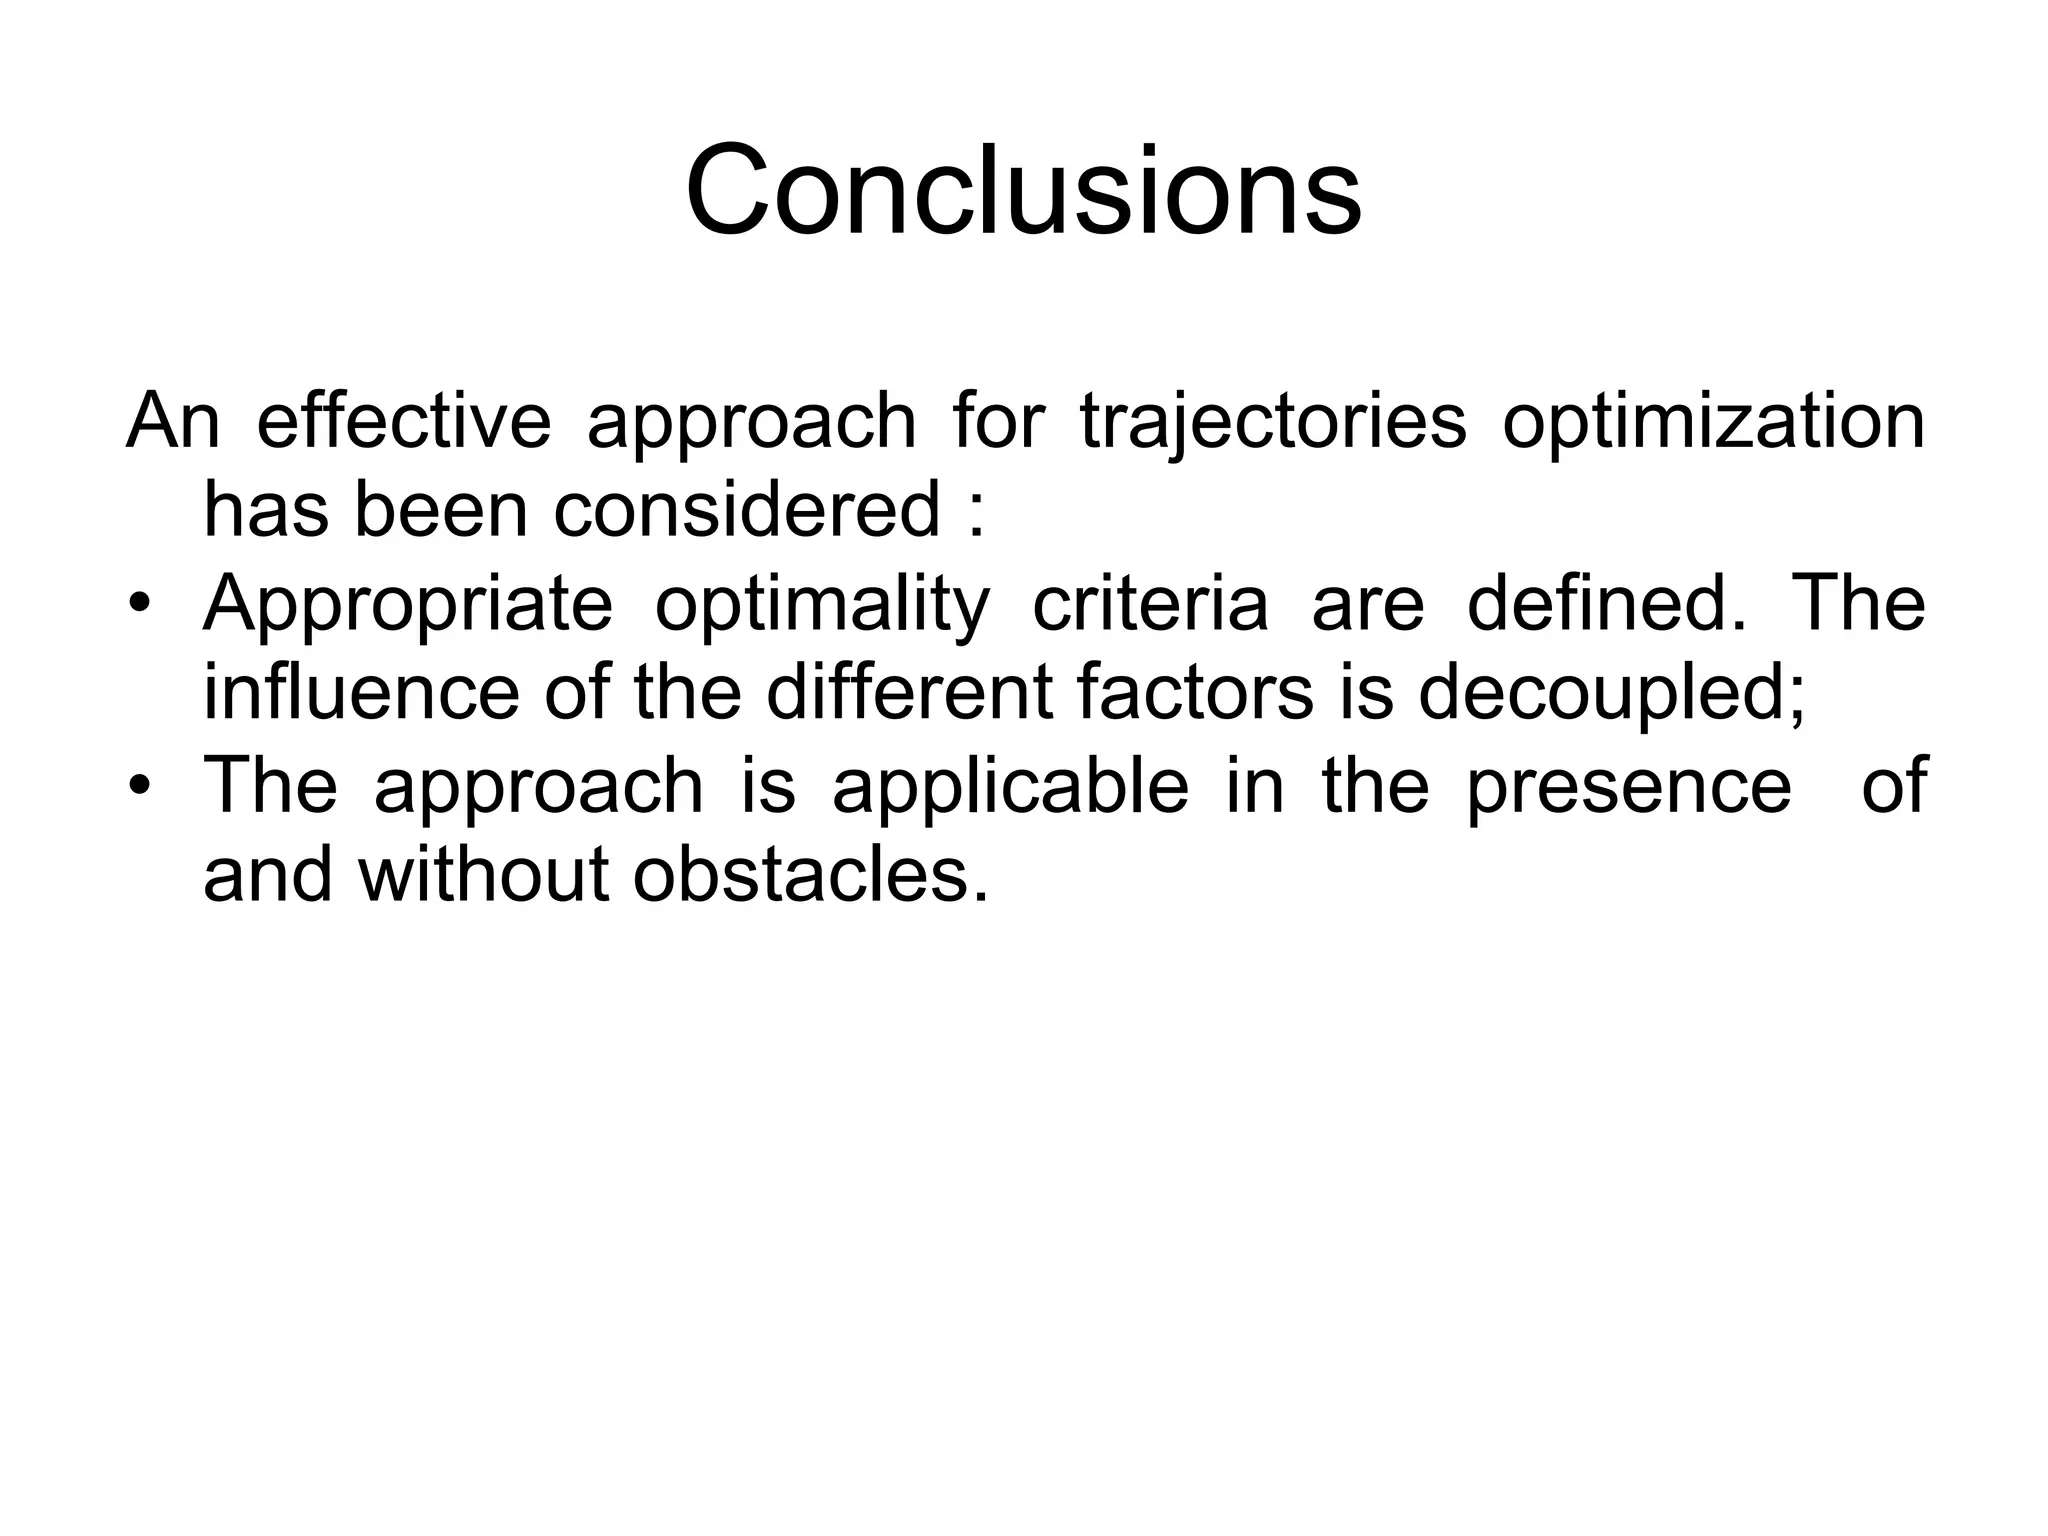 Conclusions
An effective approach for trajectories optimization
has been considered :
• Appropriate optimality criteria are defined. The
influence of the different factors is decoupled;
• The approach is applicable in the presence  of
and without obstacles.